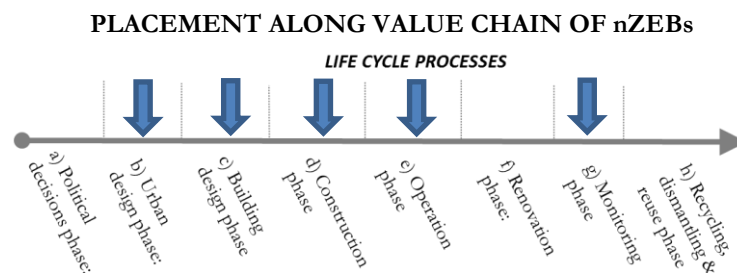 PLACEMENT ALONG VALUE CHAIN OF nZEBs
LIFE CYCLE PROCESSES
a) Political
decisions phase:
b) Urban
design phase:
c) Building
design phase
d) Construction
phase
e) Operation
phase
f) Renovation
phase:
g) Monitoring
phase
h) Recycling,
dismantling &
reuse phase